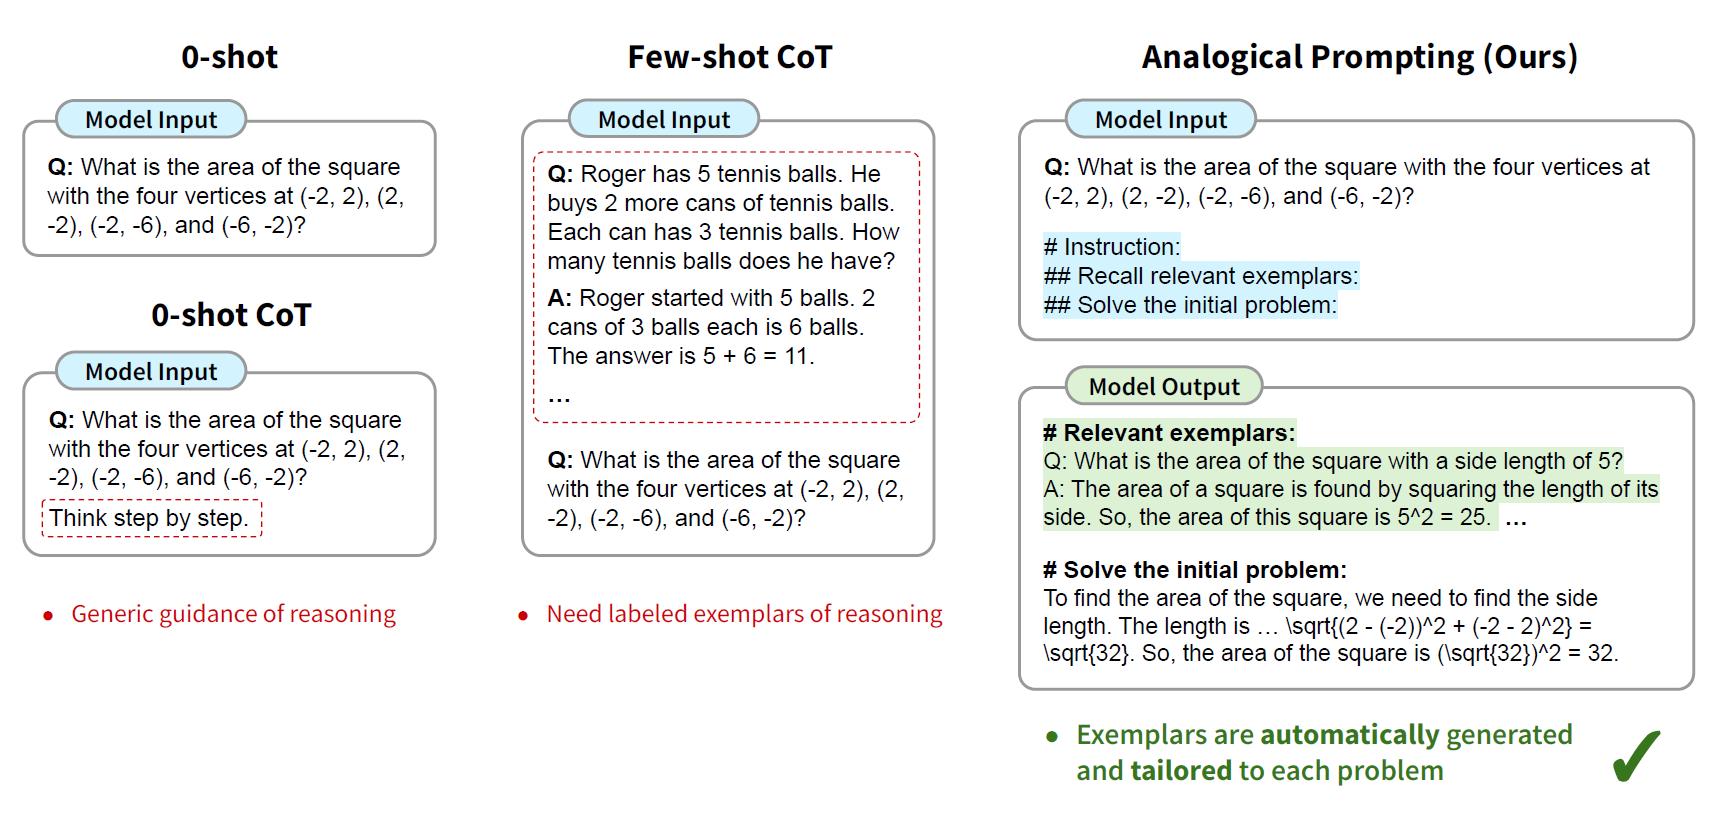 0-shot
Model Input
Q: What is the area of the square
with the four vertices at (-2, 2), (2,
-2), (-2, -6), and (-6, -2)?
0-shot CoT
Model Input
Q: What is the area of the square
with the four vertices at (-2, 2), (2,
-2), (-2, -6), and (-6, -2)?
Think step by step.
• Generic guidance of reasoning
Few-shot CoT
Model Input
Q: Roger has 5 tennis balls. He
buys 2 more cans of tennis balls.
Each can has 3 tennis balls. How
many tennis balls does he have?
A: Roger started with 5 balls. 2
cans of 3 balls each is 6 balls.
The answer is 5 + 6 = 11.
...
Q: What is the area of the square
with the four vertices at (-2, 2), (2,
-2), (-2, -6), and (-6, -2)?
• Need labeled exemplars of reasoning
Analogical Prompting (Ours)
Model Input
Q: What is the area of the square with the four vertices at
(-2, 2), (2, -2), (-2, -6), and (-6, -2)?
# Instruction:
## Recall relevant exemplars:
## Solve the initial problem:
Model Output
# Relevant exemplars:
Q: What is the area of the square with a side length of 5?
A: The area of a square is found by squaring the length of its
side. So, the area of this square is 5^2 = 25. ...
# Solve the initial problem:
To find the area of the square, we need to find the side
length. The length is ... \sqrt{(2 - (-2))^2 + (-2 - 2)^2} =
\sqrt{32}. So, the area of the square is (\sqrt{32})^2 = 32.
• Exemplars are automatically generated
and tailored to each problem